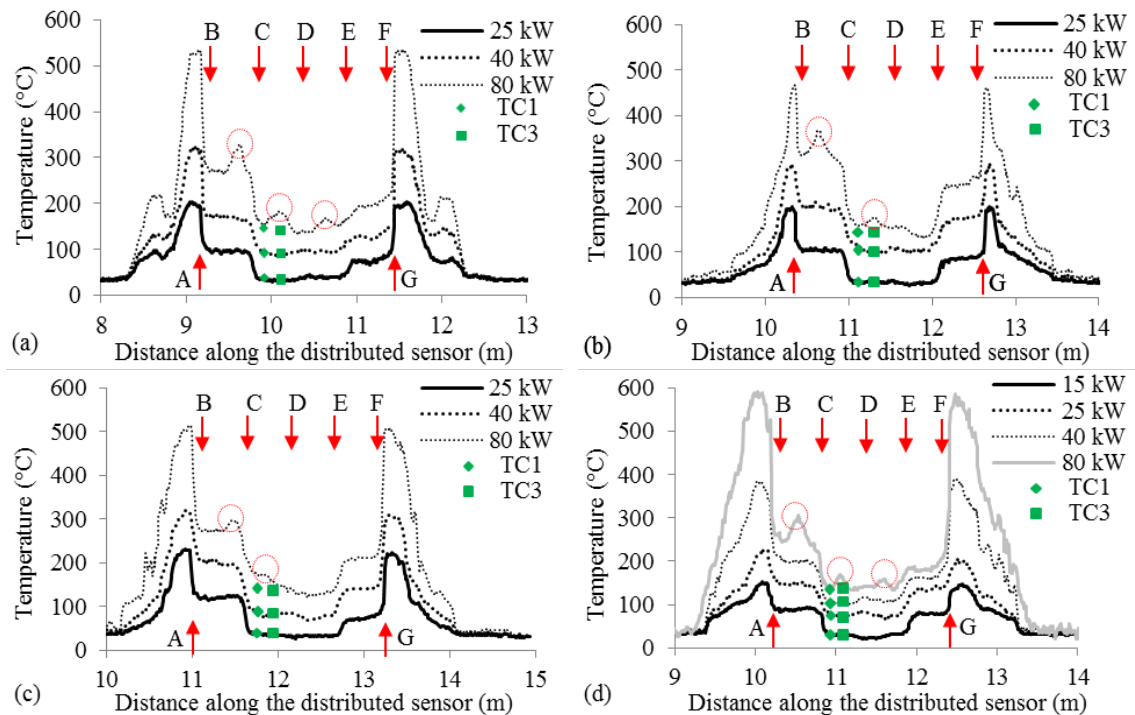 600
500
400
300
200
100
0
Temperature (°C)
B C D E F
25 kW
40 kW
80 kW
TC1
TC3
A
G
8 9 10 11 12 13
(a)
Distance along the distributed sensor (m)
600
500
400
300
200
100
0
Temperature (°C)
B C D E F
25 kW
40 kW
80 kW
TC1
TC3
A
G
9 10 11 12 13 14
(b)
Distance along the distributed sensor (m)
600
500
400
300
200
100
0
Temperature (°C)
B C D E F
25 kW
40 kW
80 kW
TC1
TC3
A
G
10 11 12 13 14 15
(c)
Distance along the distributed sensor (m)
600
500
400
300
200
100
0
Temperature (°C)
B C D E F
15 kW
25 kW
40 kW
80 kW
TC1
TC3
A
G
9 10 11 12 13 14
(d)
Distance along the distributed sensor (m)